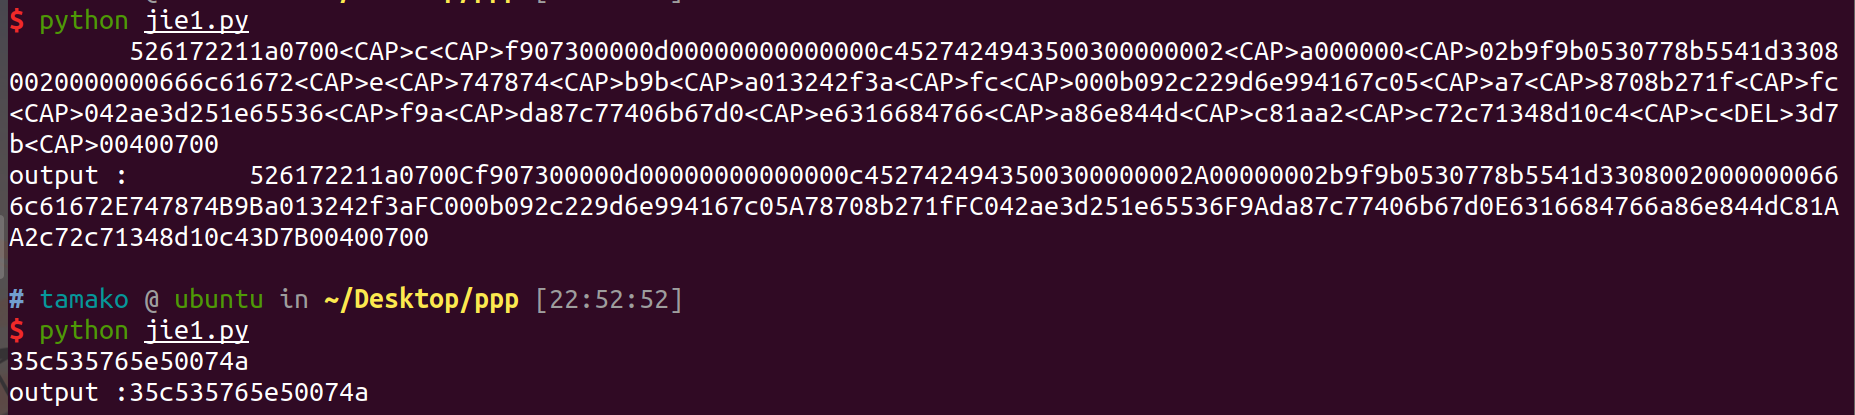 $ python jie1.py
526172211a0700<CAP>c<CAP>f907300000d00000000000000c4527424943500300000002<CAP>a000000<CAP>02b9f9b0530778b5541d3308
0020000000666c61672<CAP>e<CAP>747874<CAP>b9b<CAP>a013242f3a<CAP>fc<CAP>000b092c229d6e994167c05<CAP>a7<CAP>8708b271f<CAP>fc
<CAP>042ae3d251e65536<CAP>f9a<CAP>da87c77406b67d0<CAP>e6316684766<CAP>a86e844d<CAP>c81aa2<CAP>c72c71348d10c4<CAP>c<DEL>3d7
b<CAP>00400700
output : 526172211a0700Cf907300000d00000000000000c4527424943500300000002A00000002b9f9b0530778b5541d330800200000006​6
6c61672E747874B9Ba013242f3aFC000b092c229d6e994167c05A78708b271fFC042ae3d251e65536F9Ada87c77406b67d0E6316684766a86e844dC81A
A2c72c71348d10c43D7B00400700
# tamako @ ubuntu in ~/Desktop/ppp [22:52:52]
$ python jie1.py
35c535765e50074a
output :35c535765e50074a